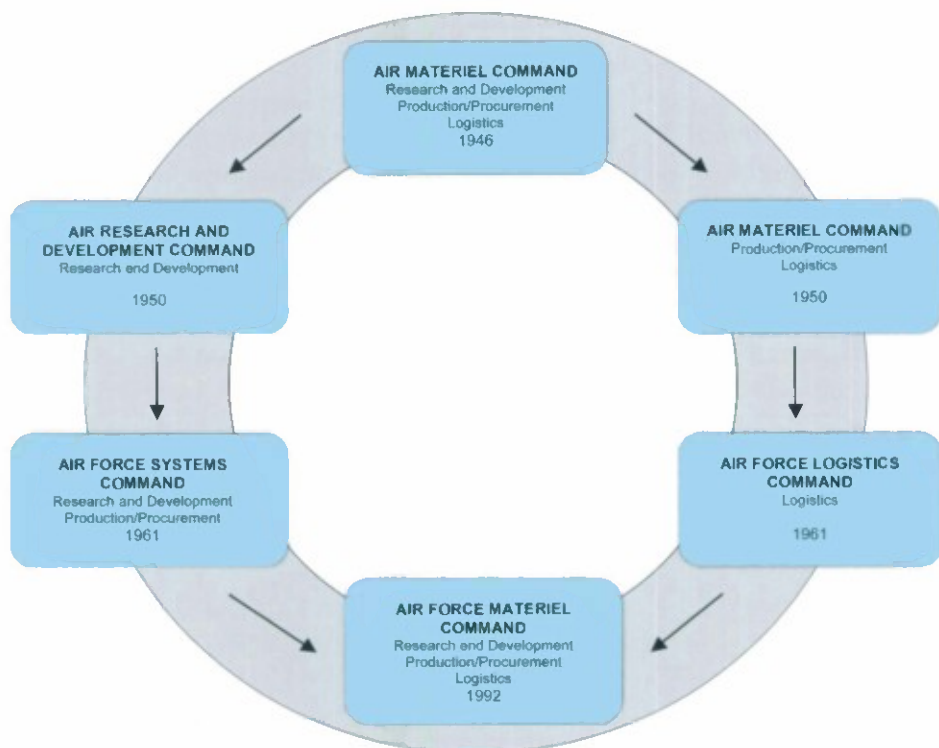 AIR MATERIEL COMMAND
Research and Development
Production/Procurement
Logistics
1946
AIR RESEARCH AND
DEVELOPMENT COMMAND
Research end Development
1950
AIR MATERIEL COMMAND
Production/Procurement
Logistics
1950
AIR FORCE SYSTEMS
COMMAND
Research and Development
Production/Procurement
1961
AIR FORCE LOGISTICS
COMMAND
Logistics
1961
AIR FORCE MATERIEL
COMMAND
Research end Development
Production/Procurement
Logistics
1992